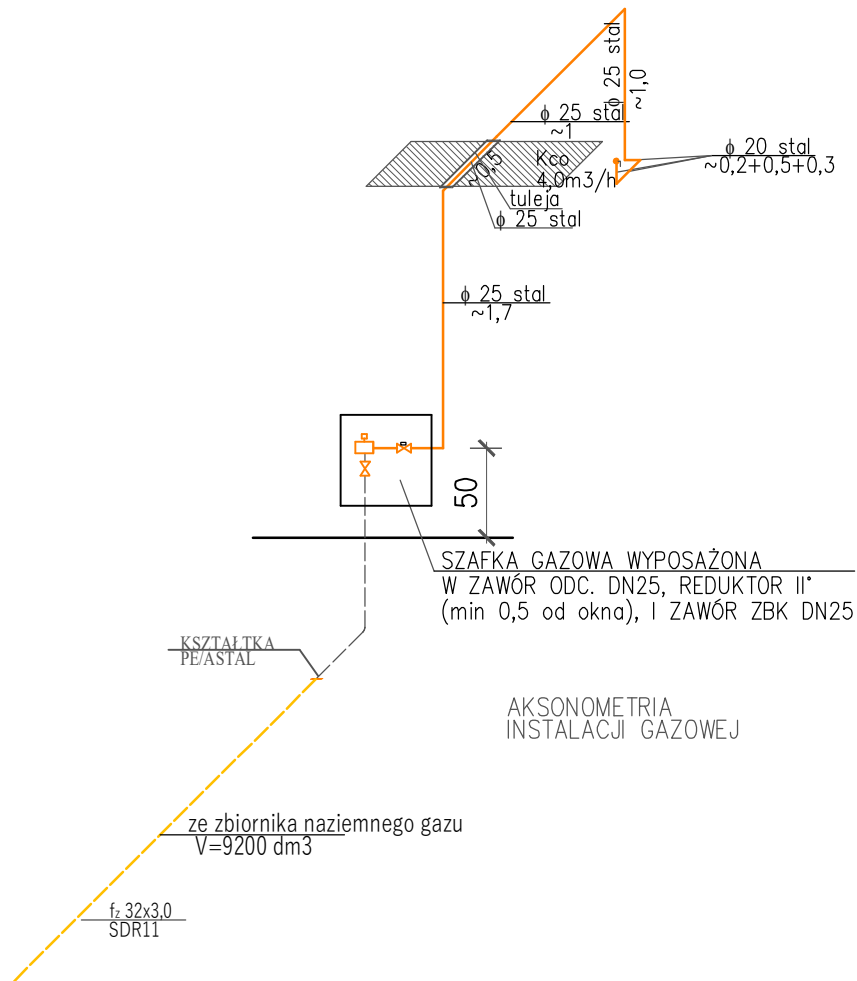 ϕ 25 stal
~1,0
ϕ 25 stal
~1
ϕ 20 stal
~0,2+0,5+0,3
~0,5
Kco
4,0m3/h
tuleja
ϕ 25 stal
ϕ 25 stal
~1,7
50
SZAFKA GAZOWA WYPOSAŻONA
W ZAWÓR ODC. DN25, REDUKTOR II°
(min 0,5 od okna), I ZAWÓR ZBK DN25
KSZTAŁTKA
PE/ASTAL
AKSONOMETRIA
INSTALACJI GAZOWEJ
ze zbiornika naziemnego gazu
V=9200 dm3
fz 32x3,0
SDR11